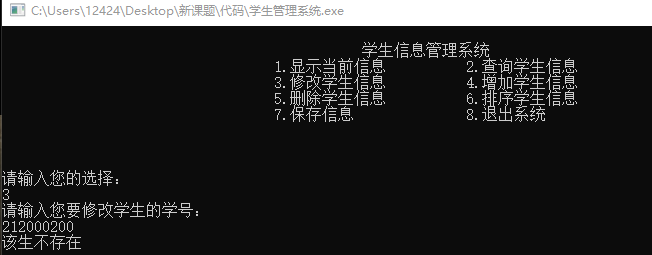 C:\Users\12424\Desktop\新课题\代码\学生管理系统.exe
学生信息管理系统
1.显示当前信息 2.查询学生信息
3.修改学生信息 4.增加学生信息
5.删除学生信息 6.排序学生信息
7.保存信息 8.退出系统
请输入您的选择：
3
请输入您要修改学生的学号：
212000200
该生不存在